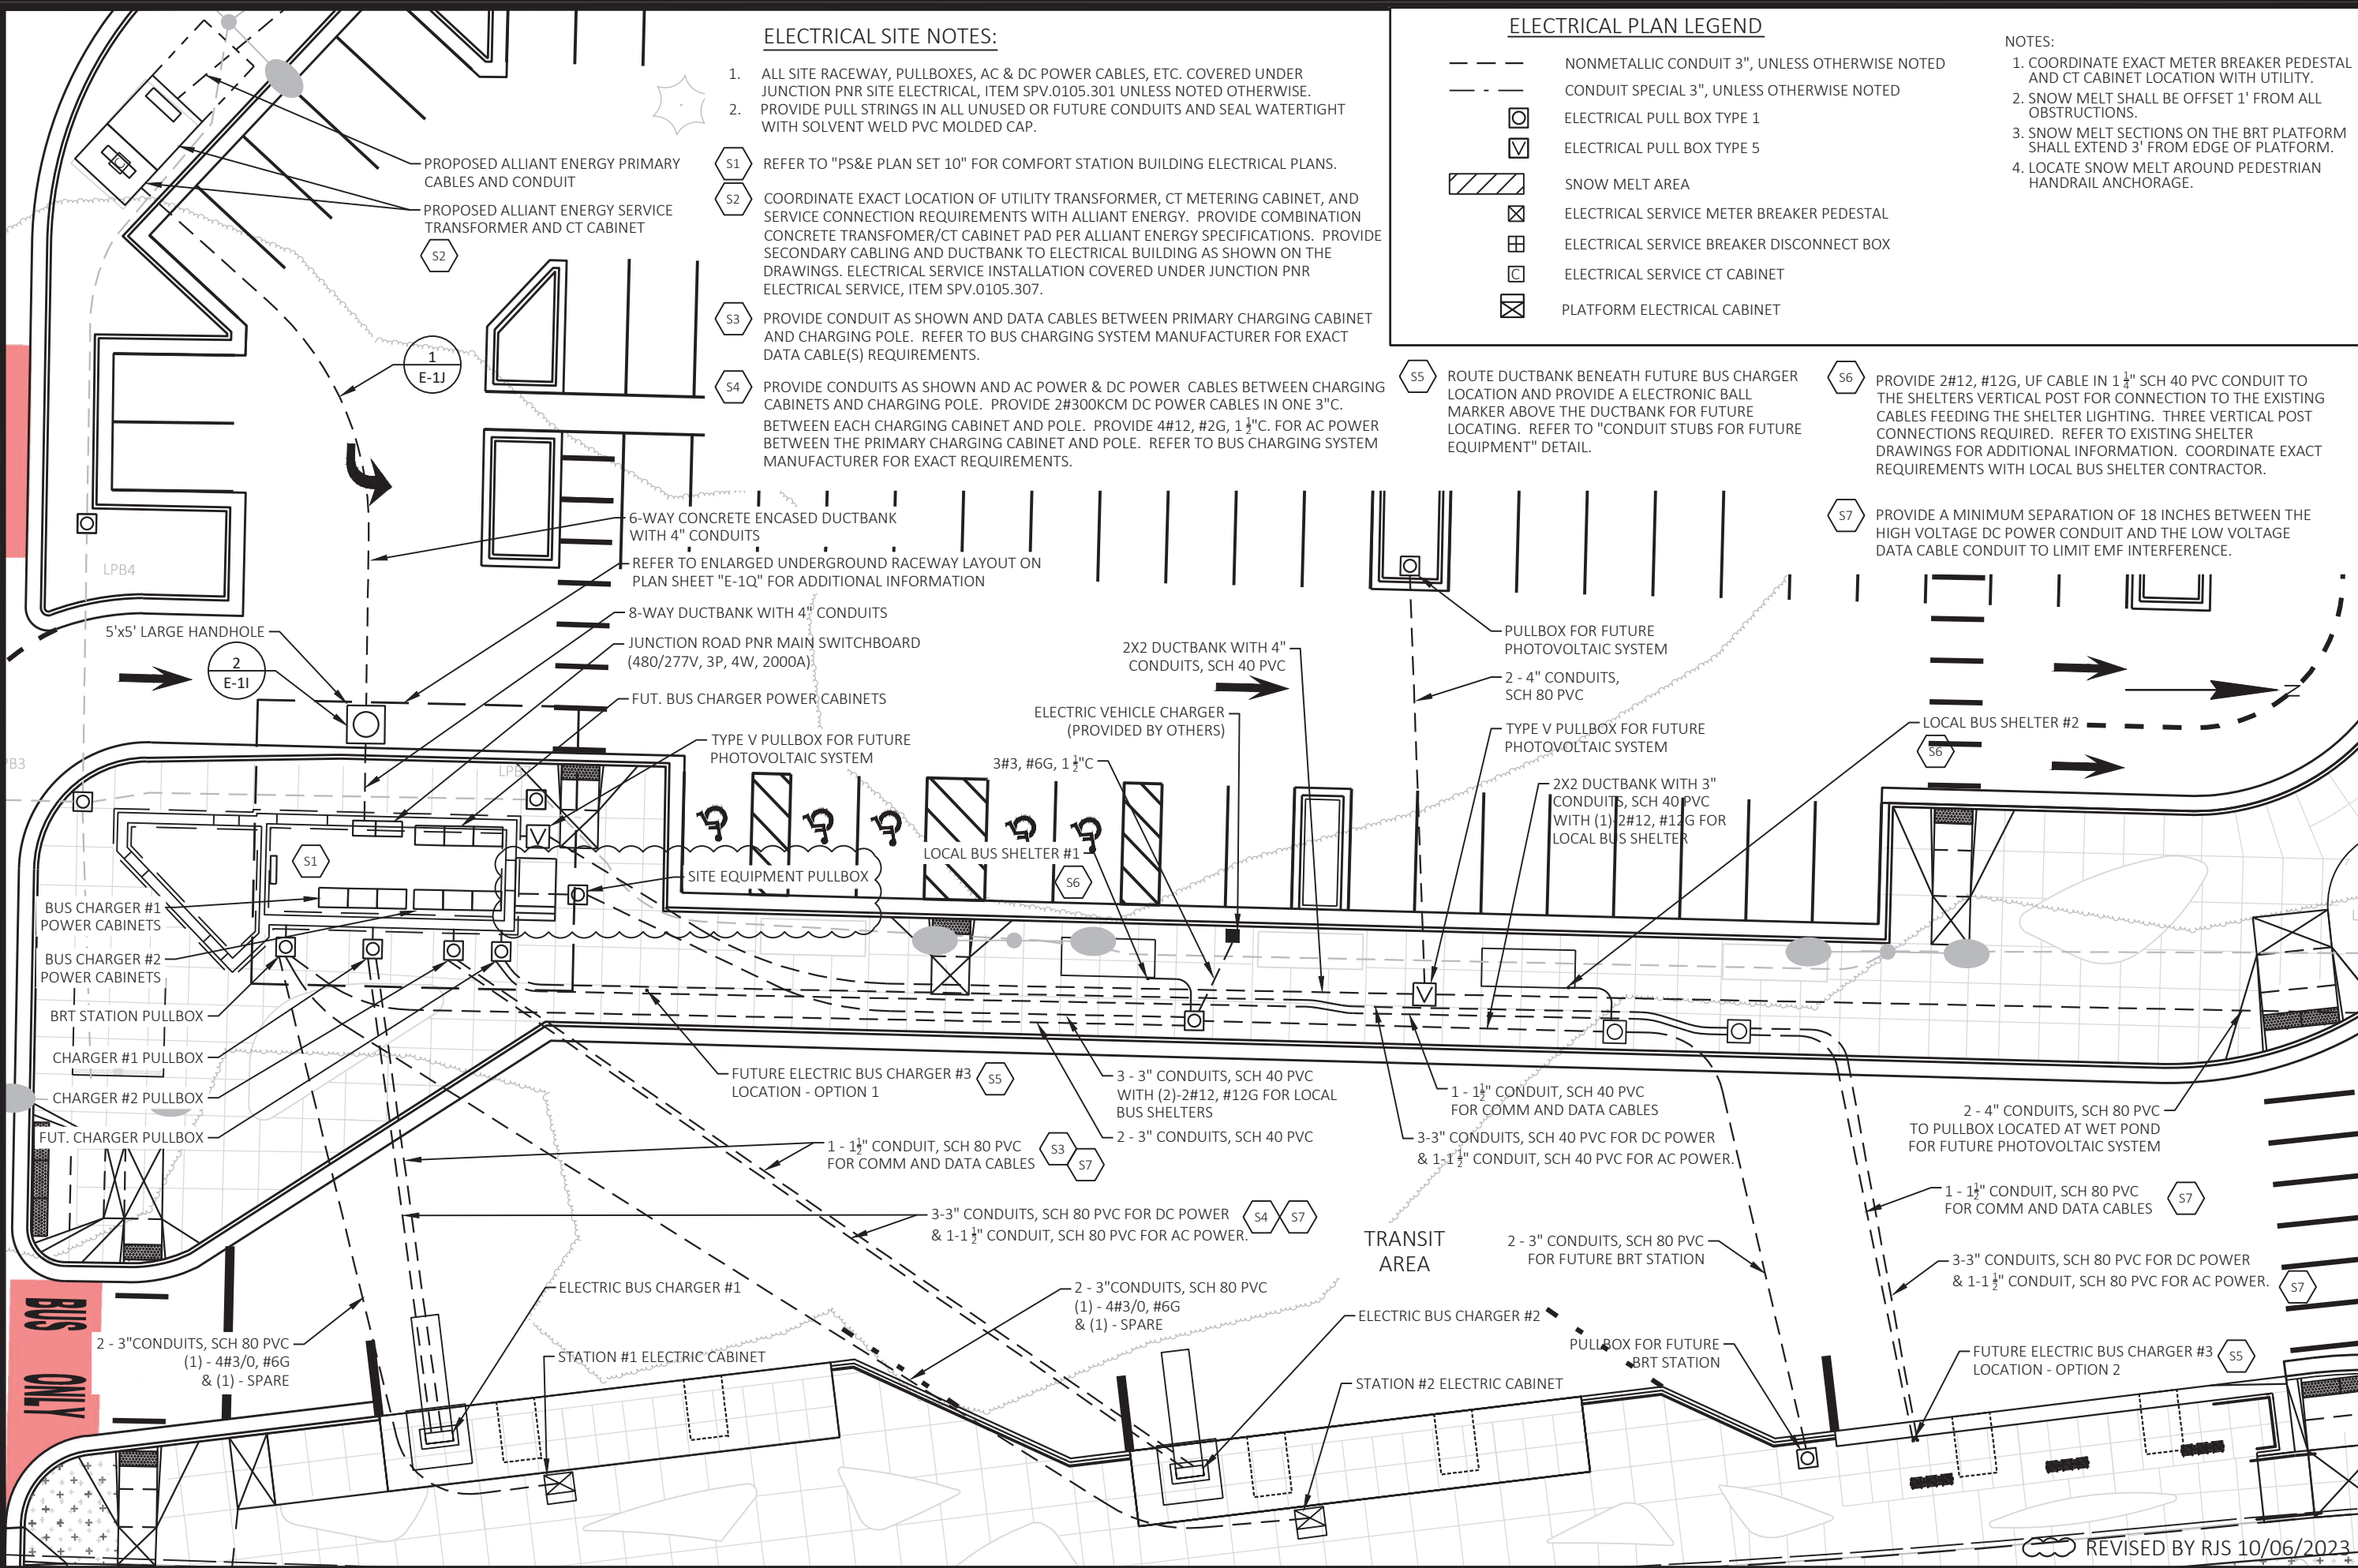 ELECTRICAL SITE NOTES:
1. ALL SITE RACEWAY, PULLBOXES, AC & DC POWER CABLES, ETC. COVERED UNDER
JUNCTION PNR SITE ELECTRICAL, ITEM SPV.0105.301 UNLESS NOTED OTHERWISE.
2. PROVIDE PULL STRINGS IN ALL UNUSED OR FUTURE CONDUITS AND SEAL WATERTIGHT
WITH SOLVENT WELD PVC MOLDED CAP.
S1 REFER TO "PS&E PLAN SET 10" FOR COMFORT STATION BUILDING ELECTRICAL PLANS.
S2 COORDINATE EXACT LOCATION OF UTILITY TRANSFORMER, CT METERING CABINET, AND
SERVICE CONNECTION REQUIREMENTS WITH ALLIANT ENERGY. PROVIDE COMBINATION
CONCRETE TRANSFOMER/CT CABINET PAD PER ALLIANT ENERGY SPECIFICATIONS. PROVIDE
SECONDARY CABLING AND DUCTBANK TO ELECTRICAL BUILDING AS SHOWN ON THE
DRAWINGS. ELECTRICAL SERVICE INSTALLATION COVERED UNDER JUNCTION PNR
ELECTRICAL SERVICE, ITEM SPV.0105.307.
S3 PROVIDE CONDUIT AS SHOWN AND DATA CABLES BETWEEN PRIMARY CHARGING CABINET
AND CHARGING POLE. REFER TO BUS CHARGING SYSTEM MANUFACTURER FOR EXACT
DATA CABLE(S) REQUIREMENTS.
S4 PROVIDE CONDUITS AS SHOWN AND AC POWER & DC POWER CABLES BETWEEN CHARGING
CABINETS AND CHARGING POLE. PROVIDE 2#300KCM DC POWER CABLES IN ONE 3"C.
BETWEEN EACH CHARGING CABINET AND POLE. PROVIDE 4#12, #2G, 1 1/2"C. FOR AC POWER
BETWEEN THE PRIMARY CHARGING CABINET AND POLE. REFER TO BUS CHARGING SYSTEM
MANUFACTURER FOR EXACT REQUIREMENTS.
ELECTRICAL PLAN LEGEND
NONMETALLIC CONDUIT 3", UNLESS OTHERWISE NOTED
CONDUIT SPECIAL 3", UNLESS OTHERWISE NOTED
ELECTRICAL PULL BOX TYPE 1
V ELECTRICAL PULL BOX TYPE 5
SNOW MELT AREA
ELECTRICAL SERVICE METER BREAKER PEDESTAL
ELECTRICAL SERVICE BREAKER DISCONNECT BOX
C ELECTRICAL SERVICE CT CABINET
PLATFORM ELECTRICAL CABINET
NOTES:
1. COORDINATE EXACT METER BREAKER PEDESTAL
AND CT CABINET LOCATION WITH UTILITY.
2. SNOW MELT SHALL BE OFFSET 1' FROM ALL
OBSTRUCTIONS.
3. SNOW MELT SECTIONS ON THE BRT PLATFORM
SHALL EXTEND 3' FROM EDGE OF PLATFORM.
4. LOCATE SNOW MELT AROUND PEDESTRIAN
HANDRAIL ANCHORAGE.
S5 ROUTE DUCTBANK BENEATH FUTURE BUS CHARGER
LOCATION AND PROVIDE A ELECTRONIC BALL
MARKER ABOVE THE DUCTBANK FOR FUTURE
LOCATING. REFER TO "CONDUIT STUBS FOR FUTURE
EQUIPMENT" DETAIL.
S6 PROVIDE 2#12, #12G, UF CABLE IN 1 1/4" SCH 40 PVC CONDUIT TO
THE SHELTERS VERTICAL POST FOR CONNECTION TO THE EXISTING
CABLES FEEDING THE SHELTER LIGHTING. THREE VERTICAL POST
CONNECTIONS REQUIRED. REFER TO EXISTING SHELTER
DRAWINGS FOR ADDITIONAL INFORMATION. COORDINATE EXACT
REQUIREMENTS WITH LOCAL BUS SHELTER CONTRACTOR.
S7 PROVIDE A MINIMUM SEPARATION OF 18 INCHES BETWEEN THE
HIGH VOLTAGE DC POWER CONDUIT AND THE LOW VOLTAGE
DATA CABLE CONDUIT TO LIMIT EMF INTERFERENCE.
PROPOSED ALLIANT ENERGY PRIMARY
CABLES AND CONDUIT
PROPOSED ALLIANT ENERGY SERVICE
TRANSFORMER AND CT CABINET
S2
1
E-1J
6-WAY CONCRETE ENCASED DUCTBANK
WITH 4" CONDUITS
REFER TO ENLARGED UNDERGROUND RACEWAY LAYOUT ON
PLAN SHEET "E-1Q" FOR ADDITIONAL INFORMATION
LPB4
8-WAY DUCTBANK WITH 4" CONDUITS
5'x5' LARGE HANDHOLE
JUNCTION ROAD PNR MAIN SWITCHBOARD
(480/277V, 3P, 4W, 2000A)
2
E-1I
FUT. BUS CHARGER POWER CABINETS
TYPE V PULLBOX FOR FUTURE
PHOTOVOLTAIC SYSTEM
2X2 DUCTBANK WITH 4"
CONDUITS, SCH 40 PVC
ELECTRIC VEHICLE CHARGER
(PROVIDED BY OTHERS)
3#3, #6G, 1 1/2"C
PULLBOX FOR FUTURE
PHOTOVOLTAIC SYSTEM
2 - 4" CONDUITS,
SCH 80 PVC
TYPE V PULLBOX FOR FUTURE
PHOTOVOLTAIC SYSTEM
2X2 DUCTBANK WITH 3"
CONDUITS, SCH 40 PVC
WITH (1)-2#12, #12G FOR
LOCAL BUS SHELTER
LOCAL BUS SHELTER #2
S6
PB3
V
S1
LOCAL BUS SHELTER #1
S6
SITE EQUIPMENT PULLBOX
V
BUS CHARGER #1
POWER CABINETS
BUS CHARGER #2
POWER CABINETS
BRT STATION PULLBOX
CHARGER #1 PULLBOX
CHARGER #2 PULLBOX
FUT. CHARGER PULLBOX
FUTURE ELECTRIC BUS CHARGER #3
LOCATION - OPTION 1
S5
3 - 3" CONDUITS, SCH 40 PVC
WITH (2)-2#12, #12G FOR LOCAL
BUS SHELTERS
2 - 3" CONDUITS, SCH 40 PVC
1 - 1 1/2" CONDUIT, SCH 40 PVC
FOR COMM AND DATA CABLES
3-3" CONDUITS, SCH 40 PVC FOR DC POWER
& 1-1 1/2" CONDUIT, SCH 40 PVC FOR AC POWER.
2 - 4" CONDUITS, SCH 80 PVC
TO PULLBOX LOCATED AT WET POND
FOR FUTURE PHOTOVOLTAIC SYSTEM
1 - 1 1/2" CONDUIT, SCH 80 PVC
FOR COMM AND DATA CABLES
S3
S7
1 - 1 1/2" CONDUIT, SCH 80 PVC
FOR COMM AND DATA CABLES
S7
3-3" CONDUITS, SCH 80 PVC FOR DC POWER
& 1-1 1/2" CONDUIT, SCH 80 PVC FOR AC POWER.
S4
S7
TRANSIT
AREA
2 - 3" CONDUITS, SCH 80 PVC
FOR FUTURE BRT STATION
3-3" CONDUITS, SCH 80 PVC FOR DC POWER
& 1-1 1/2" CONDUIT, SCH 80 PVC FOR AC POWER.
S7
ELECTRIC BUS CHARGER #1
2 - 3"CONDUITS, SCH 80 PVC
(1) - 4#3/0, #6G
& (1) - SPARE
ELECTRIC BUS CHARGER #2
BUS ONLY
2 - 3"CONDUITS, SCH 80 PVC
(1) - 4#3/0, #6G
& (1) - SPARE
STATION #1 ELECTRIC CABINET
PULLBOX FOR FUTURE
BRT STATION
STATION #2 ELECTRIC CABINET
FUTURE ELECTRIC BUS CHARGER #3
LOCATION - OPTION 2
S5
REVISED BY RJS 10/06/2023